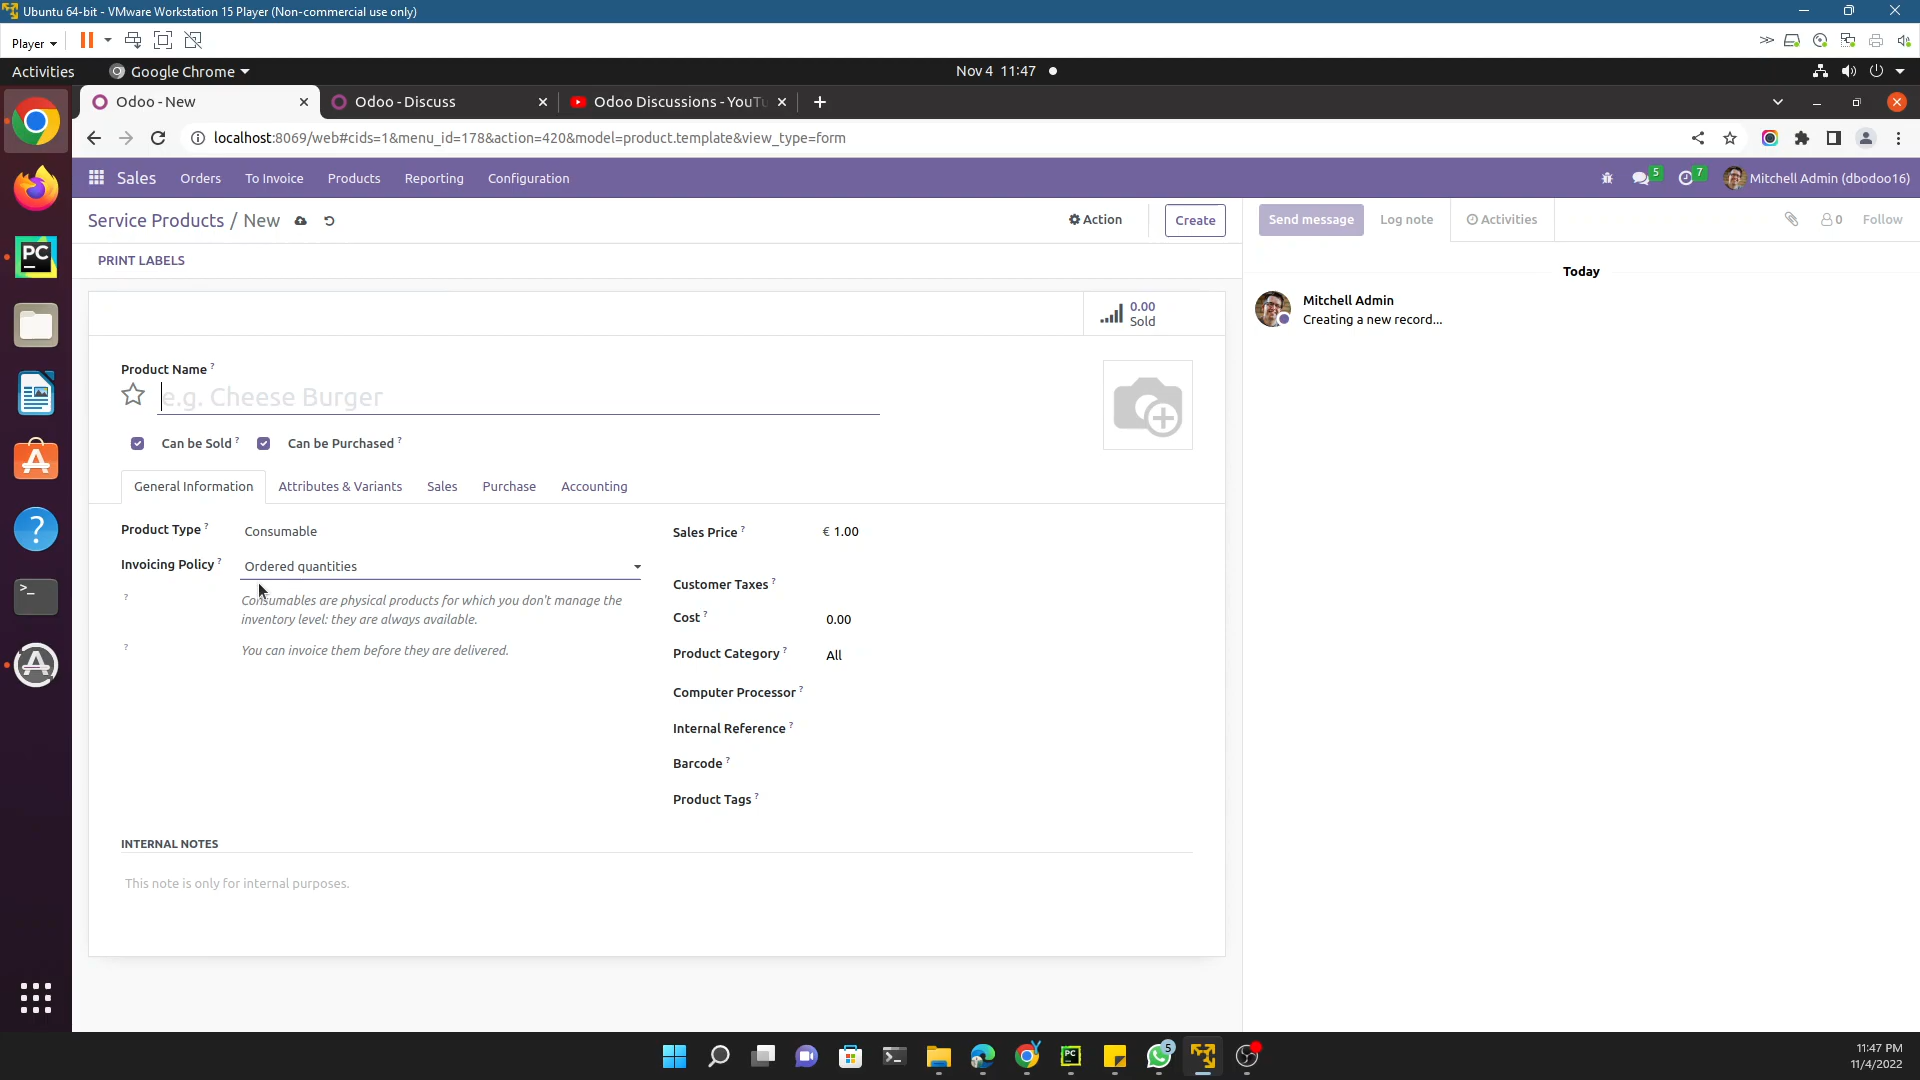 Ubuntu 64-bit - VMware Workstation 15 Player (Non-commercial use only)
Player
Activities
Google Chrome
Nov 4 11:47
Odoo - New
Odoo - Discuss
Odoo Discussions - YouTu
localhost:8069/web#cids=1&menu_id=178&action=420&model=product.template&view_type=form
Sales
Orders
To Invoice
Products
Reporting
Configuration
5
7
Mitchell Admin (dbodoo16)
Service Products / New
Action
Create
Send message
Log note
Activities
0
Follow
PRINT LABELS
Today
Mitchell Admin
Creating a new record...
0.00
Sold
Product Name ?
e.g. Cheese Burger
Can be Sold ?
Can be Purchased ?
General Information
Attributes & Variants
Sales
Purchase
Accounting
Product Type ?
Consumable
Invoicing Policy ?
Ordered quantities
?
Consumables are physical products for which you don't manage the
inventory level: they are always available.
?
You can invoice them before they are delivered.
Sales Price ?
€ 1.00
Customer Taxes ?
Cost ?
0.00
Product Category ?
All
Computer Processor ?
Internal Reference ?
Barcode ?
Product Tags ?
INTERNAL NOTES
This note is only for internal purposes.
PC
PC
5
11:47 PM
11/4/2022